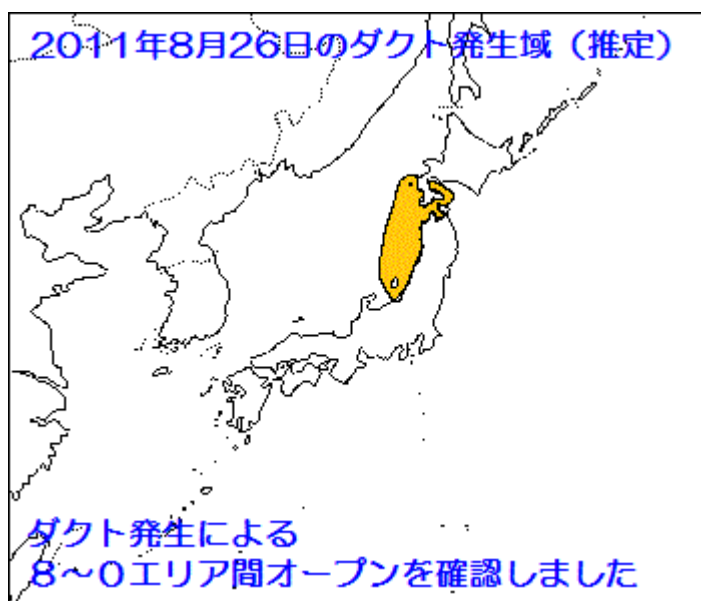 2011年8月26日のダクト発生域（推定）
ダクト発生による
8〜0エリア間オープンを確認しました